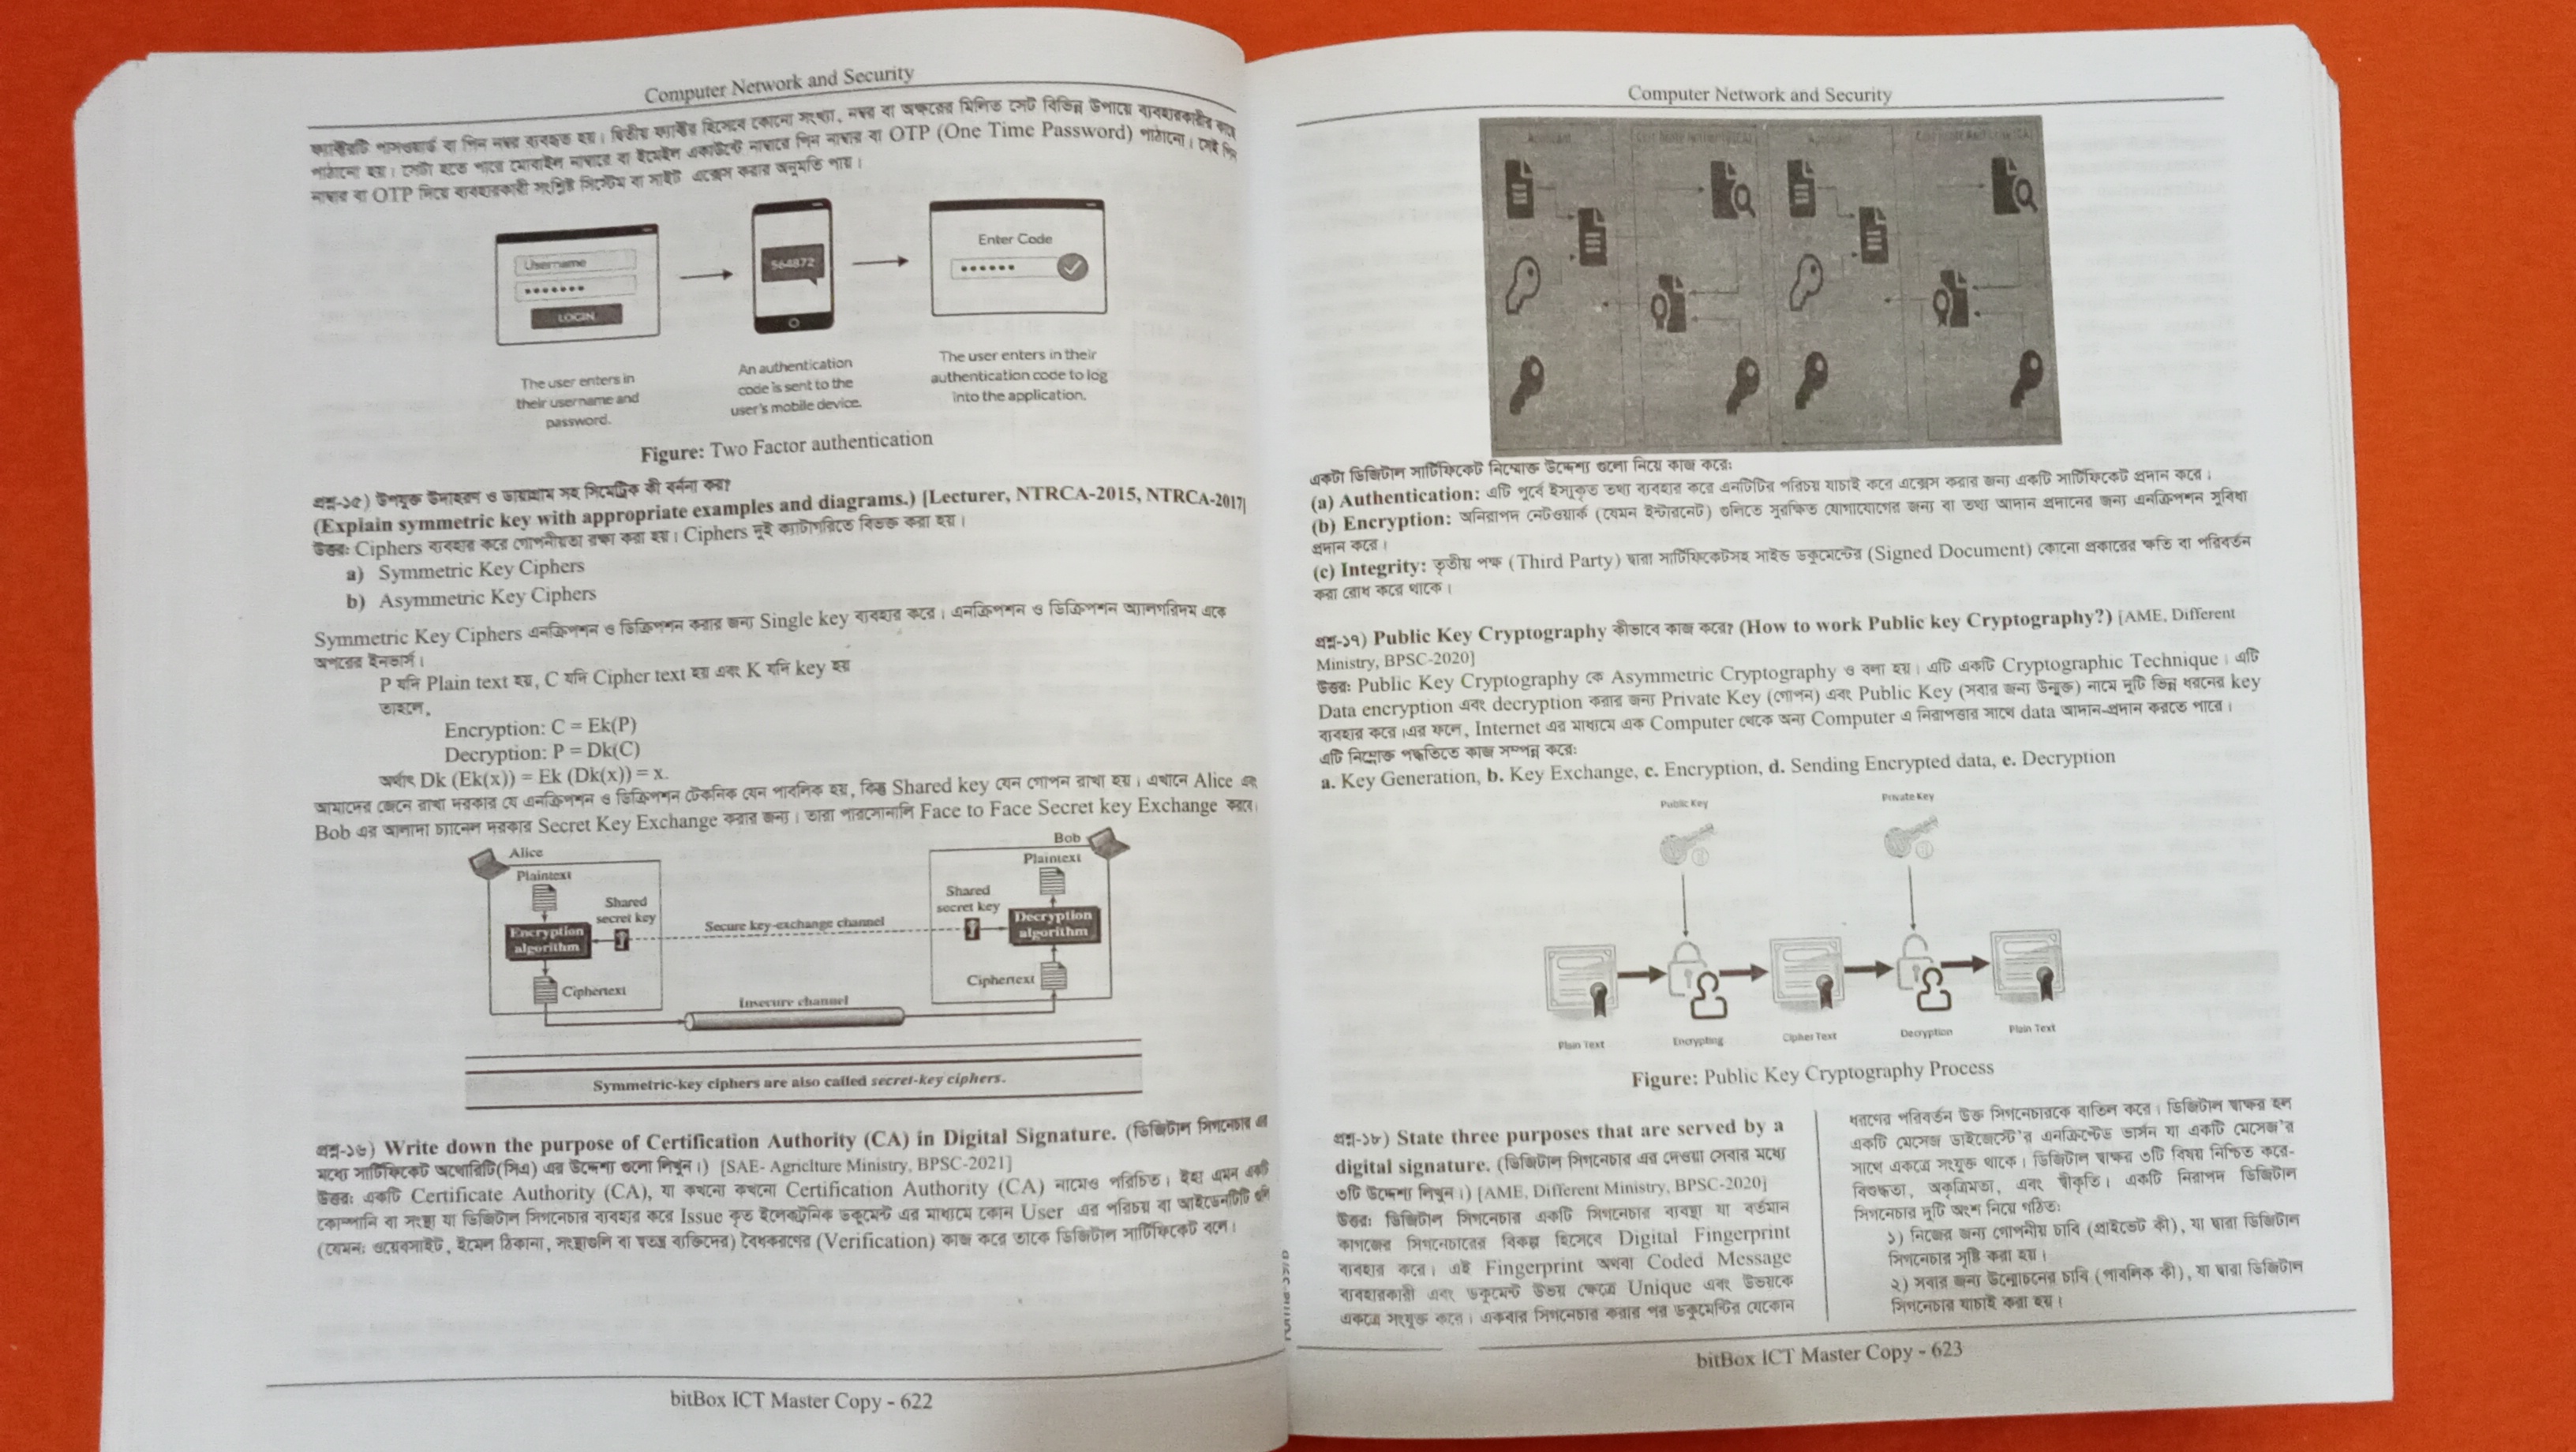 Computer Network and Security
ফ্যাক্টরটি পাসওয়ার্ড বা পিন নম্বর ব্যবহৃত হয়। দ্বিতীয় ফ্যাক্টর হিসেবে কোনো সংখ্যা, নম্বর বা অক্ষরের মিলিত সেট বিভিন্ন উপায়ে ব্যবহারকারীর কাছে
পাঠানো হয়। সেটা হতে পারে মোবাইল নাম্বারে বা ইমেইল একাউন্টে নাম্বারে পিন নাম্বার বা OTP (One Time Password) পাঠানো। সেই পিন
নাম্বার বা OTP দিয়ে ব্যবহারকারী সংশ্লিষ্ট সিস্টেম বা সাইট এক্সেস করার অনুমতি পায়।
Username
LOGIN
564872
Enter Code
The user enters in
their username and
password.
An authentication
code is sent to the
user's mobile device.
The user enters in their
authentication code to log
into the application.
Figure: Two Factor authentication
প্রশ্ন-১৫) উপযুক্ত উদাহরণ ও ডায়াগ্রাম সহ সিমেট্রিক কী বর্ননা কর?
(Explain symmetric key with appropriate examples and diagrams.) [Lecturer, NTRCA-2015, NTRCA-2017]
উত্তর: Ciphers ব্যবহার করে গোপনীয়তা রক্ষা করা হয়। Ciphers দুই ক্যাটাগরিতে বিভক্ত করা হয়।
a) Symmetric Key Ciphers
b) Asymmetric Key Ciphers
Symmetric Key Ciphers এনক্রিপশন ও ডিক্রিপশন করার জন্য Single key ব্যবহার করে। এনক্রিপশন ও ডিক্রিপশন অ্যালগরিদম একে
অপরের ইনভার্স।
P যদি Plain text হয়, C যদি Cipher text হয় এবং K যদি key হয়
তাহলে,
Encryption: C = Ek(P)
Decryption: P = Dk(C)
অর্থাৎ Dk (Ek(x)) = Ek (Dk(x)) = x.
আমাদের জেনে রাখা দরকার যে এনক্রিপশন ও ডিক্রিপশন টেকনিক যেন পাবলিক হয়, কিন্তু Shared key যেন গোপন রাখা হয়। এখানে Alice এবং
Bob এর আলাদা চ্যানেল দরকার Secret Key Exchange করার জন্য। তারা পারসোনালি Face to Face Secret key Exchange করবে।
Alice
Plaintext
Shared
secret key
Encryption
algorithm
Ciphertext
Secure key-exchange channel
Insecure channel
Bob
Plaintext
Shared
secret key
Decryption
algorithm
Ciphertext
Symmetric-key ciphers are also called secret-key ciphers.
প্রশ্ন-১৬) Write down the purpose of Certification Authority (CA) in Digital Signature. (ডিজিটাল সিগনেচার এর
মধ্যে সার্টিফিকেট অথোরিটি(সিএ) এর উদ্দেশ্য গুলো লিখুন।) [SAE- Agriclture Ministry, BPSC-2021]
উত্তর: একটি Certificate Authority (CA), যা কখনো কখনো Certification Authority (CA) নামেও পরিচিত। ইহা এমন একটি
কোম্পানি বা সংস্থা যা ডিজিটাল সিগনেচার ব্যবহার করে Issue কৃত ইলেকট্রনিক ডকুমেন্ট এর মাধ্যমে কোন User এর পরিচয় বা আইডেনটিটি গুলি
(যেমন: ওয়েবসাইট, ইমেল ঠিকানা, সংস্থাগুলি বা স্বতন্ত্র ব্যক্তিদের) বৈধকরণের (Verification) কাজ করে তাকে ডিজিটাল সার্টিফিকেট বলে।
bitBox ICT Master Copy - 622
Computer Network and Security
একটা ডিজিটাল সার্টিফিকেট নিম্মোক্ত উদ্দেশ্য গুলো নিয়ে কাজ করে:
(a) Authentication: এটি পূর্বে ইস্যুকৃত তথ্য ব্যবহার করে এনটিটির পরিচয় যাচাই করে এক্সেস করার জন্য একটি সার্টিফিকেট প্রদান করে।
(b) Encryption: অনিরাপদ নেটওয়ার্ক (যেমন ইন্টারনেট) গুলিতে সুরক্ষিত যোগাযোগের জন্য বা তথ্য আদান প্রদানের জন্য এনক্রিপশন সুবিধা
প্রদান করে।
(c) Integrity: তৃতীয় পক্ষ (Third Party) দ্বারা সার্টিফিকেটসহ সাইন্ড ডকুমেন্টের (Signed Document) কোনো প্রকারের ক্ষতি বা পরিবর্তন
করা রোধ করে থাকে।
প্রশ্ন-১৭) Public Key Cryptography কীভাবে কাজ করে? (How to work Public key Cryptography?) [AME, Different
Ministry, BPSC-2020]
উত্তর: Public Key Cryptography কে Asymmetric Cryptography ও বলা হয়। এটি একটি Cryptographic Technique। এটি
Data encryption এবং decryption করার জন্য Private Key (গোপন) এবং Public Key (সবার জন্য উন্মুক্ত) নামে দুটি ভিন্ন ধরনের key
ব্যবহার করে।এর ফলে, Internet এর মাধ্যমে এক Computer থেকে অন্য Computer এ নিরাপত্তার সাথে data আদান-প্রদান করতে পারে।
এটি নিম্মোক্ত পদ্ধতিতে কাজ সম্পন্ন করে:
a. Key Generation, b. Key Exchange, c. Encryption, d. Sending Encrypted data, e. Decryption
Public Key
Private Key
Plain Text
Encrypting
Cipher Text
Decryption
Plain Text
Figure: Public Key Cryptography Process
প্রশ্ন-১৮) State three purposes that are served by a
digital signature. (ডিজিটাল সিগনেচার এর দেওয়া সেবার মধ্যে
৩টি উদ্দেশ্য লিখুন।) [AME, Different Ministry, BPSC-2020]
উত্তর: ডিজিটাল সিগনেচার একটি সিগনেচার ব্যবস্থা যা বর্তমান
কাগজের সিগনেচারের বিকল্প হিসেবে Digital Fingerprint
ব্যবহার করে। এই Fingerprint অথবা Coded Message
ব্যবহারকারী এবং ডকুমেন্ট উভয় ক্ষেত্রে Unique এবং উভয়কে
একত্রে সংযুক্ত করে। একবার সিগনেচার করার পর ডকুমেন্টির যেকোন
ধরণের পরিবর্তন উক্ত সিগনেচারকে বাতিল করে। ডিজিটাল স্বাক্ষর হল
একটি মেসেজ ডাইজেস্টে'র এনক্রিপ্টেড ভার্সন যা একটি মেসেজ'র
সাথে একত্রে সংযুক্ত থাকে। ডিজিটাল স্বাক্ষর ৩টি বিষয় নিশ্চিত করে-
বিশুদ্ধতা, অকৃত্রিমতা, এবং স্বীকৃতি। একটি নিরাপদ ডিজিটাল
সিগনেচার দুটি অংশ নিয়ে গঠিত:
১) নিজের জন্য গোপনীয় চাবি (প্রাইভেট কী), যা দ্বারা ডিজিটাল
সিগনেচার সৃষ্টি করা হয়।
২) সবার জন্য উন্মোচনের চাবি (পাবলিক কী), যা দ্বারা ডিজিটাল
সিগনেচার যাচাই করা হয়।
bitBox ICT Master Copy - 623